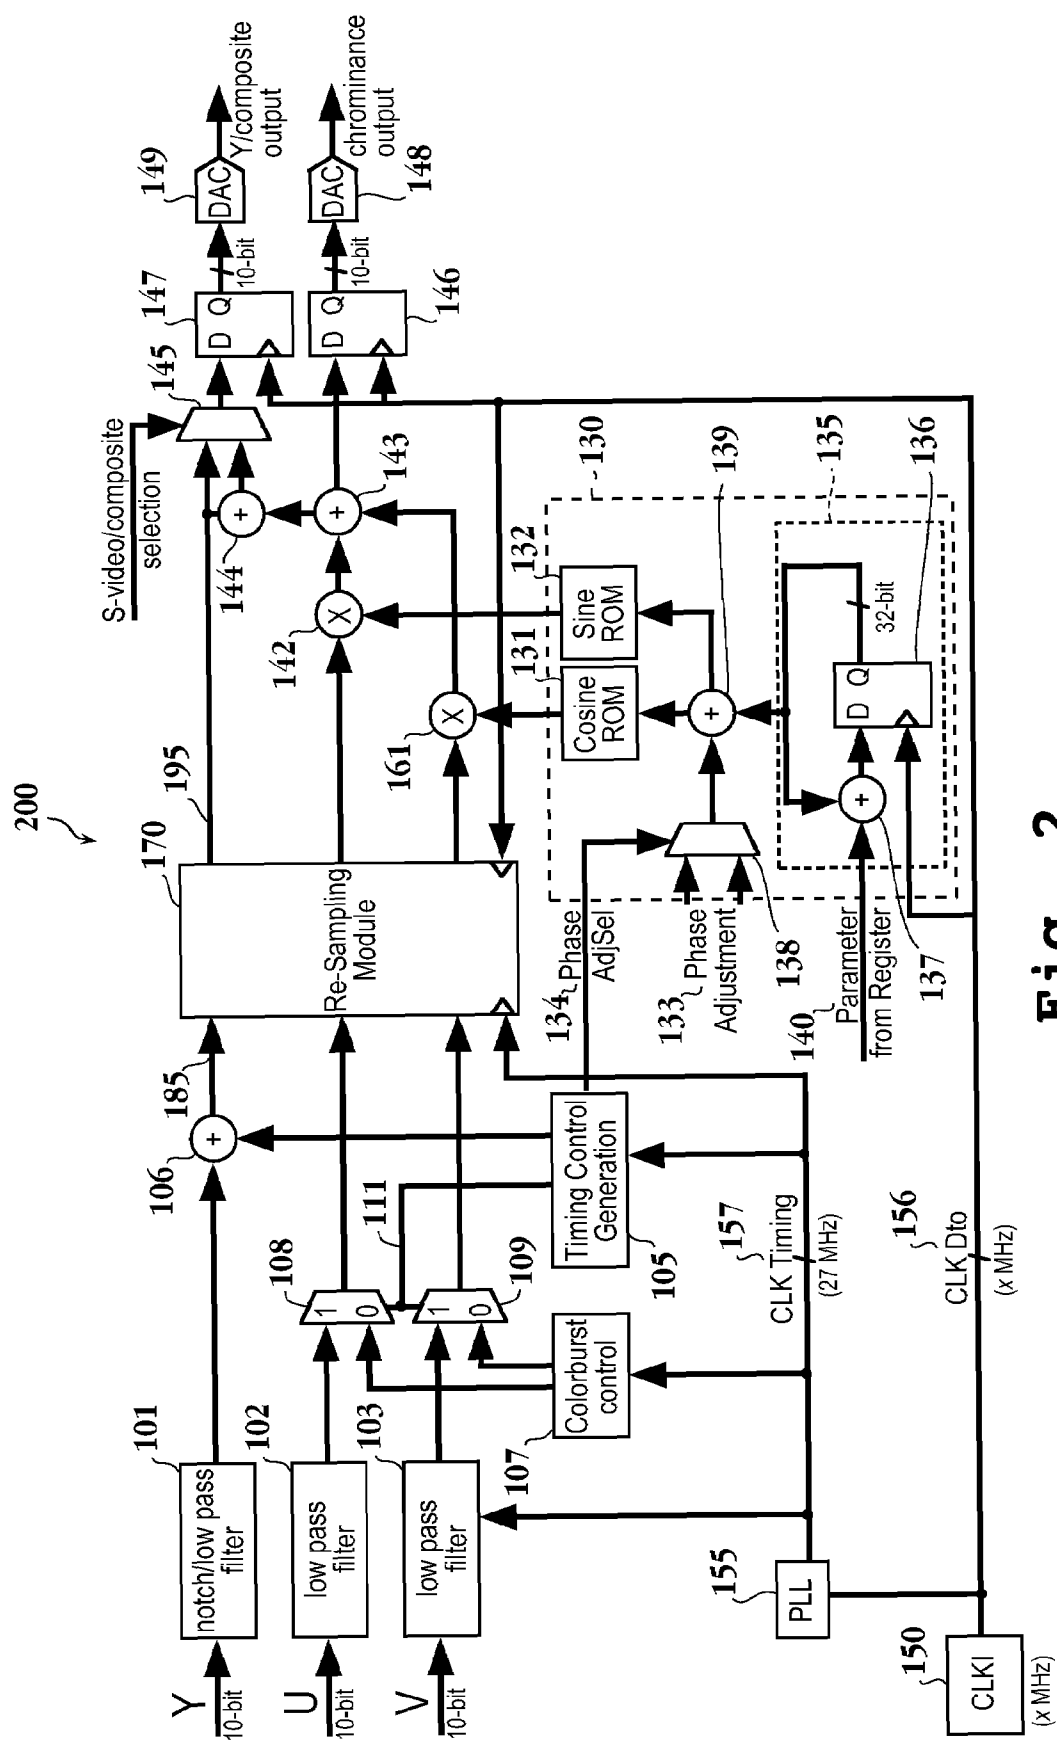 200
Y
10-bit
U
10-bit
V
10-bit
101
notch/low pass
filter
102
low pass
filter
103
low pass
filter
106
+
185
108
1
0
111
1
0
109
107
Colorburst
control
Timing Control
Generation
105
157
CLK Timing
(27 MHz)
156
CLK Dto
(x MHz)
155
PLL
150
CLKI
(x MHz)
170
Re-Sampling
Module
195
134
Phase
AdjSel
133
Phase
Adjustment
138
140
Parameter
from Register
137
+
161
X
142
X
143
+
144
+
S-video/composite
selection
145
130
131
Cosine
ROM
132
Sine
ROM
139
+
135
136
D Q
32-bit
147
D Q
10-bit
149
DAC
Y/composite
output
146
D Q
10-bit
148
DAC
chrominance
output
Fig. 2